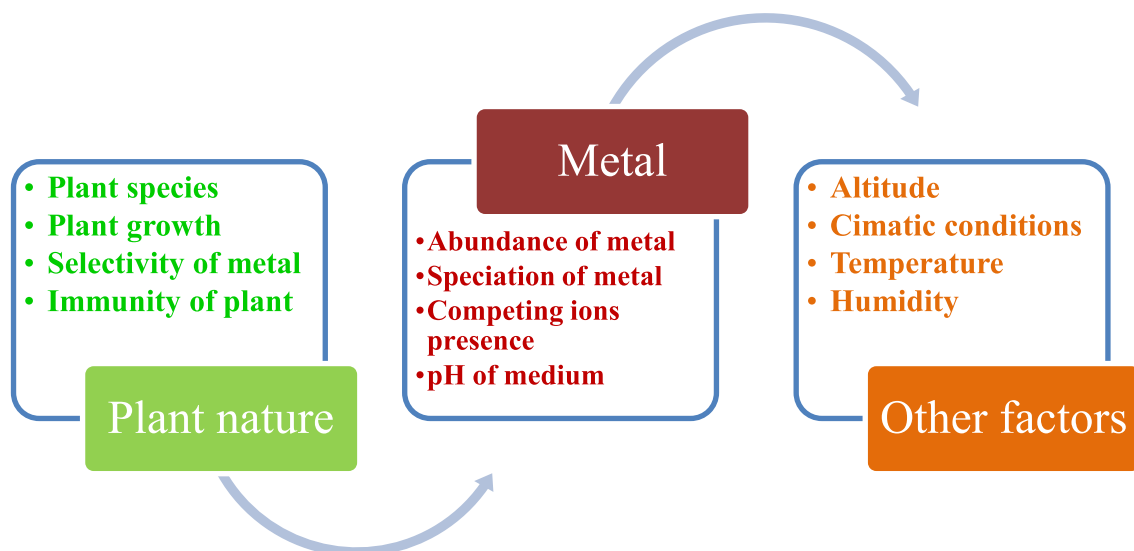 • Plant species
• Plant growth
• Selectivity of metal
• Immunity of plant
Plant nature
Metal
•Abundance of metal
•Speciation of metal
•Competing ions
presence
•pH of medium
• Altitude
• Cimatic conditions
• Temperature
• Humidity
Other factors